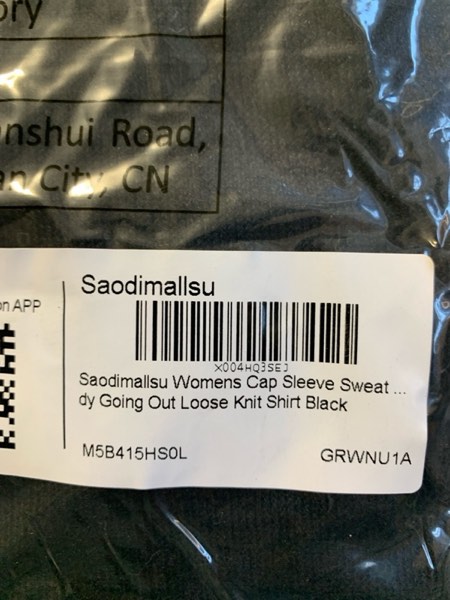 ory
nshui Road,
an City, CN
on APP
Saodimallsu
X004HQ3SEJ
Saodimallsu Womens Cap Sleeve Sweat ...
dy Going Out Loose Knit Shirt Black
M5B415HS0L
GRWNU1A